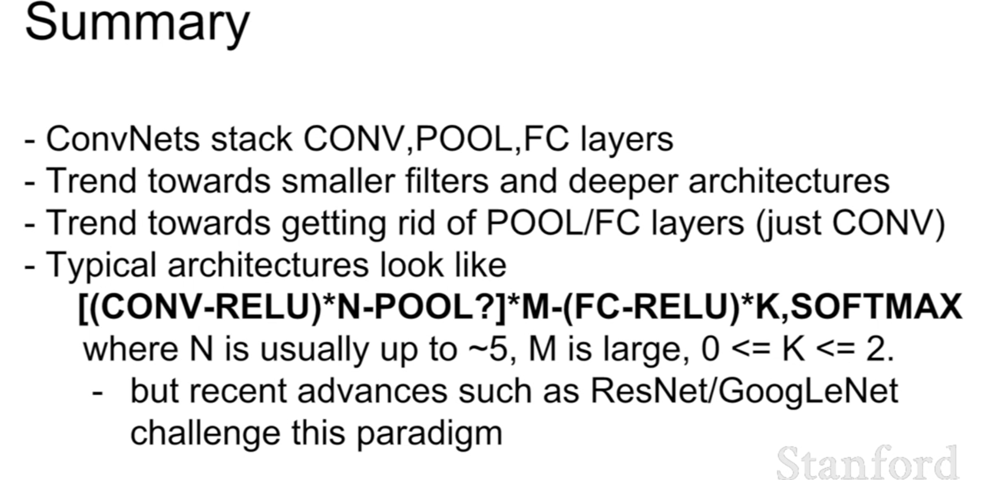 Summary
- ConvNets stack CONV,POOL,FC layers
- Trend towards smaller filters and deeper architectures
- Trend towards getting rid of POOL/FC layers (just CONV)
- Typical architectures look like
[(CONV-RELU)*N-POOL?]*M-(FC-RELU)*K,SOFTMAX
where N is usually up to ~5, M is large, 0 <= K <= 2.
- but recent advances such as ResNet/GoogLeNet
challenge this paradigm
Stanford